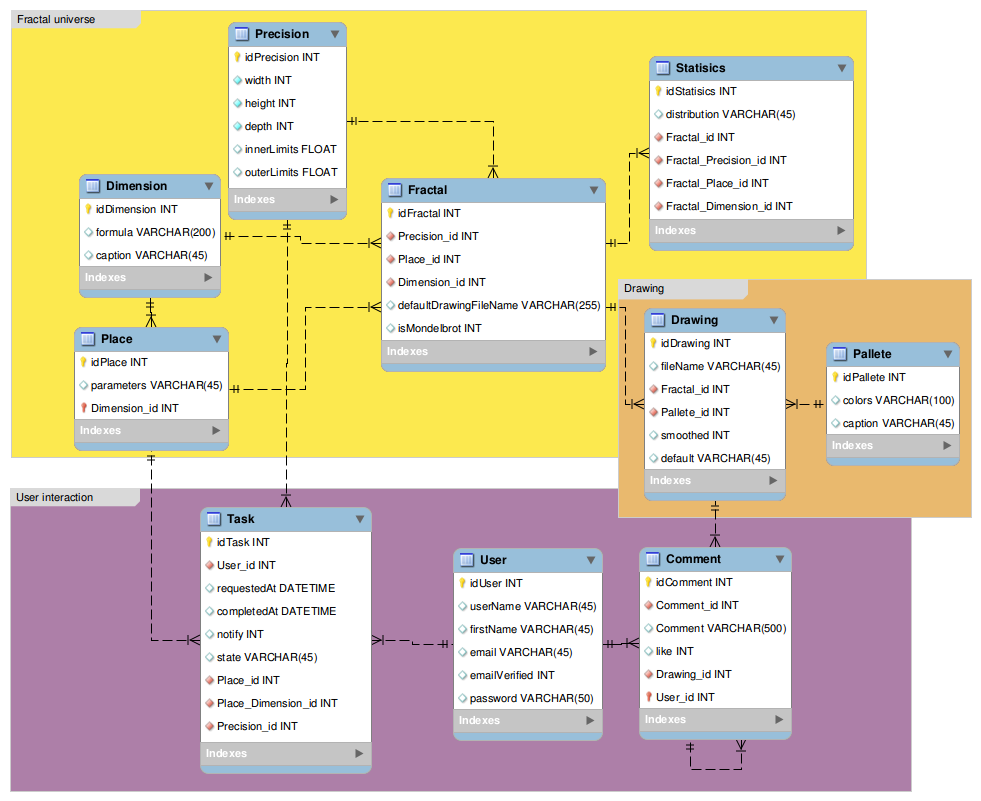 Fractal universe
Precision
idPrecision INT
width INT
height INT
depth INT
innerLimits FLOAT
outerLimits FLOAT
Indexes
Statisics
idStatisics INT
distribution VARCHAR(45)
Fractal_id INT
Fractal_Precision_id INT
Fractal_Place_id INT
Fractal_Dimension_id INT
Indexes
Dimension
idDimension INT
formula VARCHAR(200)
caption VARCHAR(45)
Indexes
Fractal
idFractal INT
Precision_id INT
Place_id INT
Dimension_id INT
defaultDrawingFileName VARCHAR(255)
isMondelbrot INT
Indexes
Place
idPlace INT
parameters VARCHAR(45)
Dimension_id INT
Indexes
Drawing
Drawing
idDrawing INT
fileName VARCHAR(45)
Fractal_id INT
Pallete_id INT
smoothed INT
default VARCHAR(45)
Indexes
Pallete
idPallete INT
colors VARCHAR(100)
caption VARCHAR(45)
Indexes
User interaction
Task
idTask INT
User_id INT
requestedAt DATETIME
completedAt DATETIME
notify INT
state VARCHAR(45)
Place_id INT
Place_Dimension_id INT
Precision_id INT
Indexes
User
idUser INT
userName VARCHAR(45)
firstName VARCHAR(45)
email VARCHAR(45)
emailVerified INT
password VARCHAR(50)
Indexes
Comment
idComment INT
Comment_id INT
Comment VARCHAR(500)
like INT
Drawing_id INT
User_id INT
Indexes